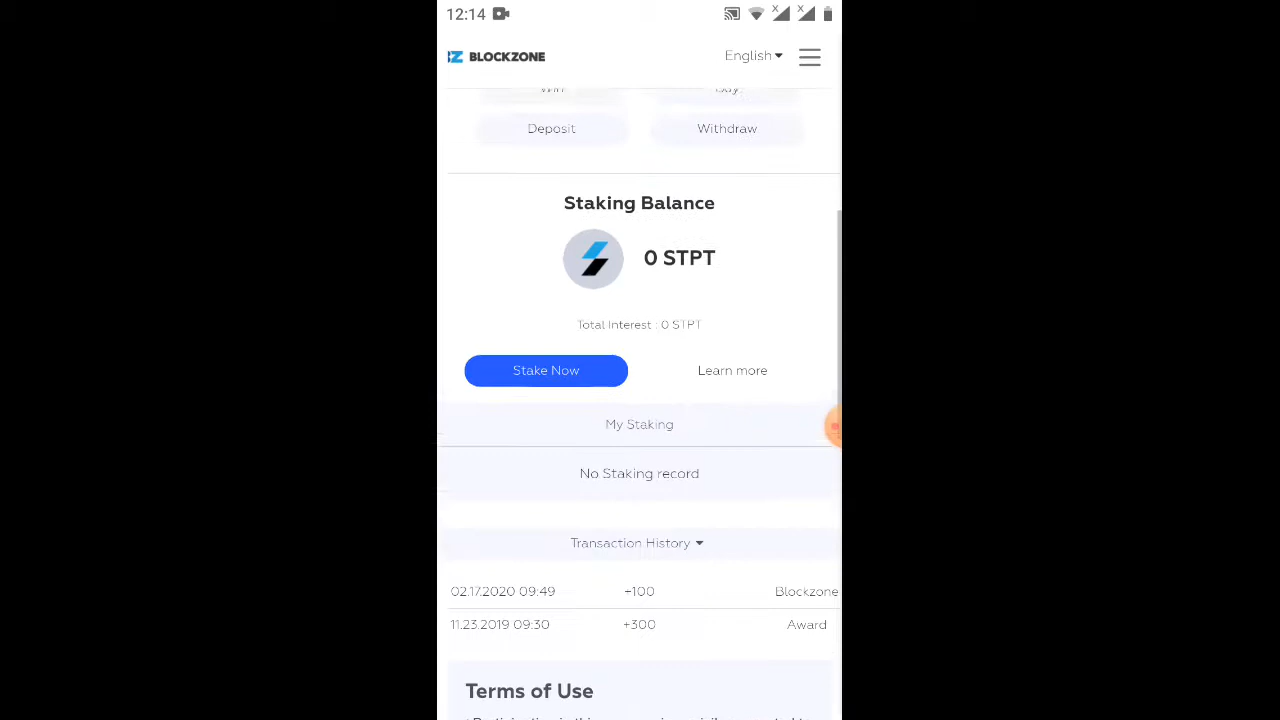 12:14
BLOCKZONE
English
Deposit
Withdraw
Staking Balance
0 STPT
Total Interest : 0 STPT
Stake Now
Learn more
My Staking
No Staking record
Transaction History
02.17.2020 09:49 +100 Blockzone
11.23.2019 09:30 +300 Award
Terms of Use